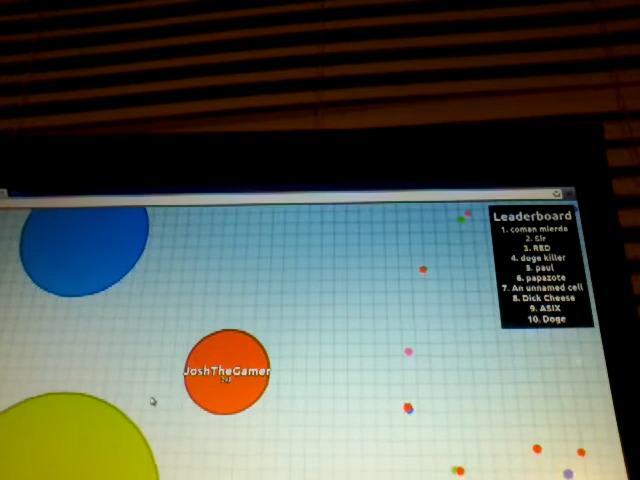 Leaderboard
1. coman mierda
2. Sir
3. RED
4. doge killer
5. paul
6. papazote
7. An unnamed cell
8. Dick Cheese
9. ASIX
10. Doge
JoshTheGamer